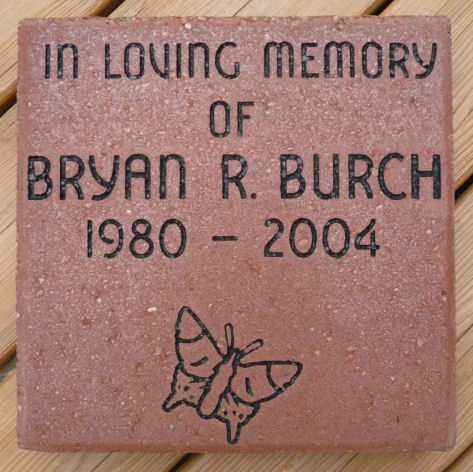 IN LOVING MEMORY
OF
BRYAN R. BURCH
1980 - 2004